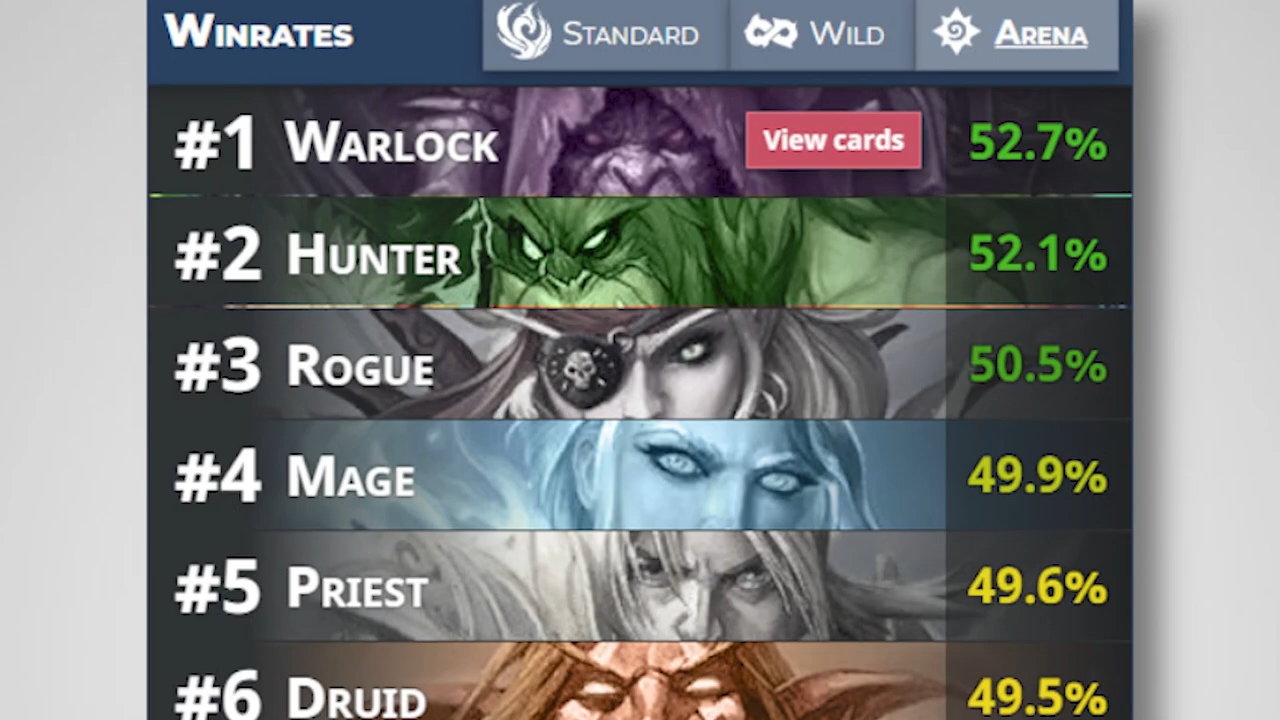 WINRATES STANDARD WILD ARENA
#1 WARLOCK View cards 52.7%
#2 HUNTER 52.1%
#3 ROGUE 50.5%
#4 MAGE 49.9%
#5 PRIEST 49.6%
#6 DRUID 49.5%